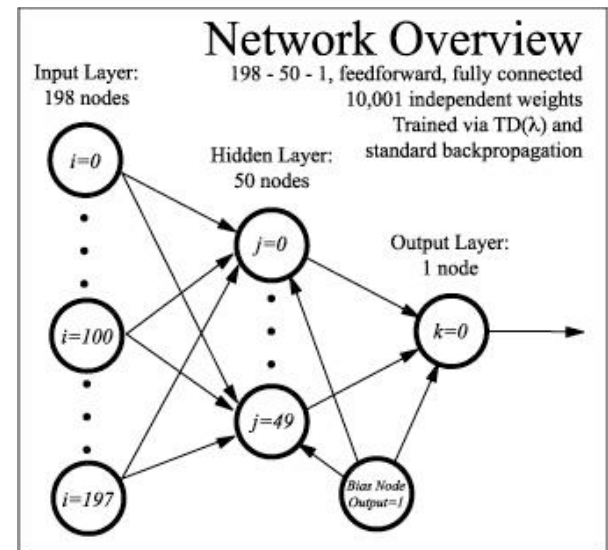 Network Overview
198 - 50 - 1, feedforward, fully connected
10,001 independent weights
Trained via TD(λ) and
standard backpropagation
Input Layer:
198 nodes
i=0
i=100
i=197
Hidden Layer:
50 nodes
j=0
j=49
Output Layer:
1 node
k=0
Bias Node
Output=1